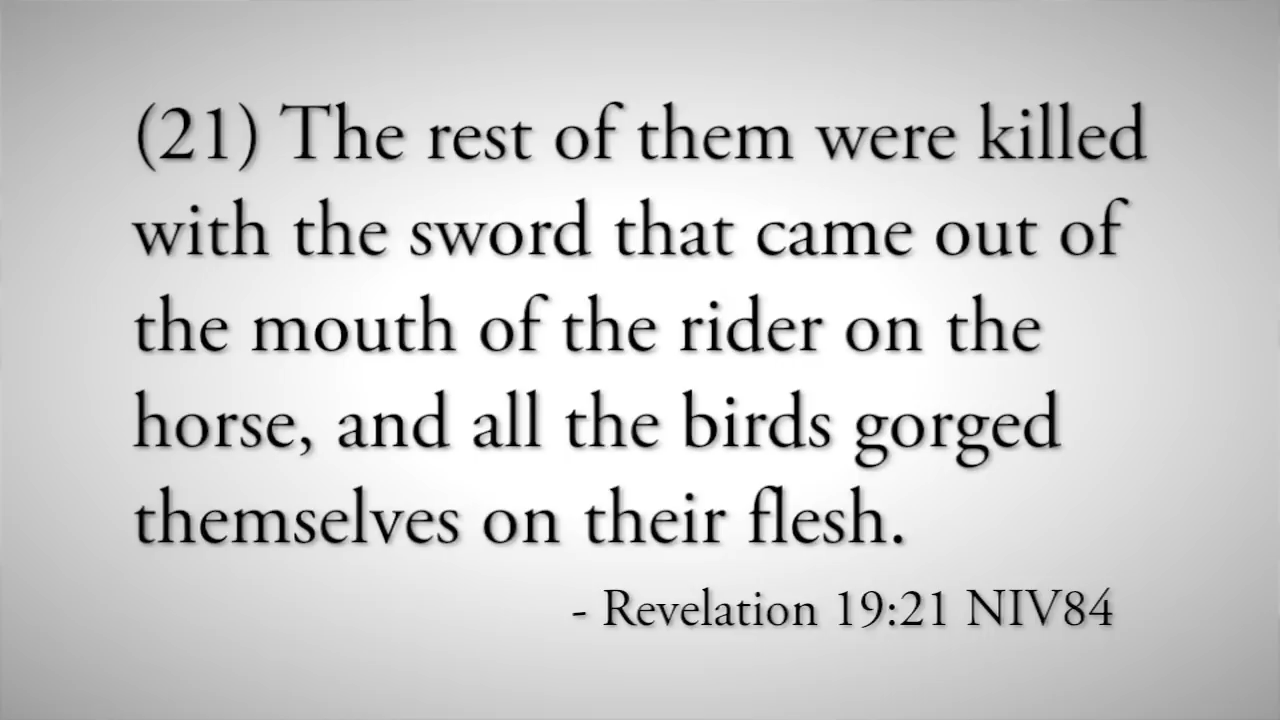 (21) The rest of them were killed
with the sword that came out of
the mouth of the rider on the
horse, and all the birds gorged
themselves on their flesh.
- Revelation 19:21 NIV84